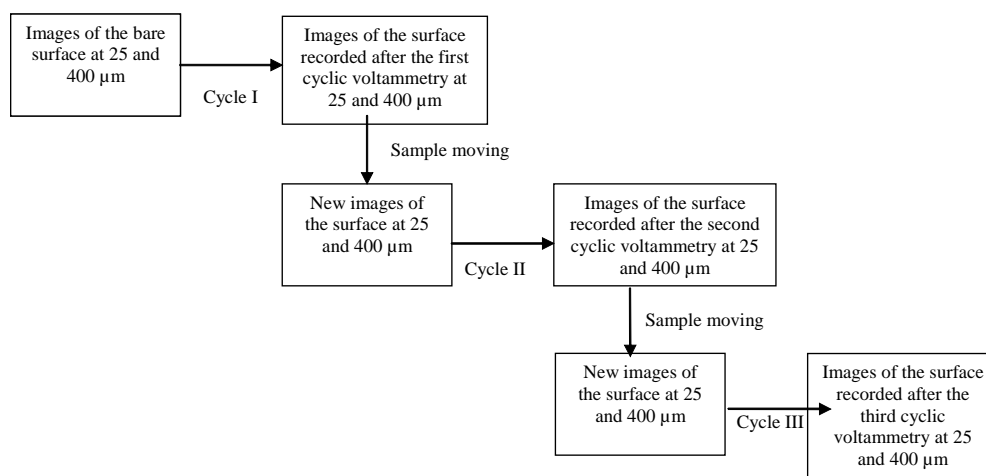 Images of the bare
surface at 25 and
400 µm
Cycle I
Images of the surface
recorded after the first
cyclic voltammetry at
25 and 400 µm
Sample moving
New images of
the surface at 25
and 400 µm
Cycle II
Images of the surface
recorded after the second
cyclic voltammetry at 25
and 400 µm
Sample moving
New images of
the surface at 25
and 400 µm
Cycle III
Images of the surface
recorded after the
third cyclic
voltammetry at 25
and 400 µm